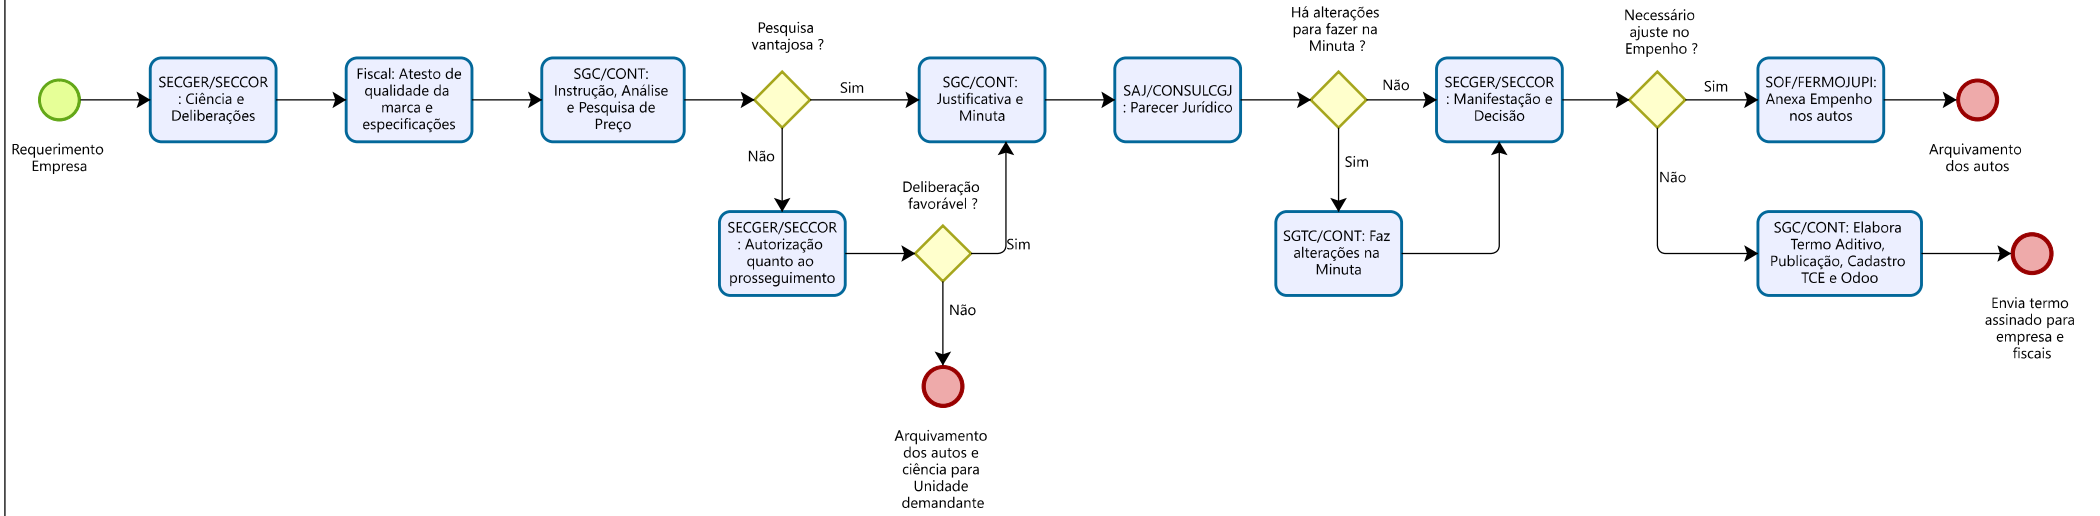 Requerimento
Empresa
SECGER/SECCOR
: Ciência e
Deliberações
Fiscal: Atesto de
qualidade da
marca e
especificações
SGC/CONT:
Instrução, Análise
e Pesquisa de
Preço
Pesquisa
vantajosa ?
Sim
Não
SECGER/SECCOR
: Autorização
quanto ao
prosseguimento
Deliberação
favorável ?
Sim
Não
Arquivamento
dos autos e
ciência para
Unidade
demandante
SGC/CONT:
Justificativa e
Minuta
SAJ/CONSULCGJ
: Parecer Jurídico
Há alterações
para fazer na
Minuta ?
Não
Sim
SGTC/CONT: Faz
alterações na
Minuta
SECGER/SECCOR
: Manifestação e
Decisão
Necessário
ajuste no
Empenho ?
Sim
Não
SOF/FERMOJUPI:
Anexa Empenho
nos autos
Arquivamento
dos autos
SGC/CONT: Elabora
Termo Aditivo,
Publicação, Cadastro
TCE e Odoo
Envia termo
assinado para
empresa e
fiscais